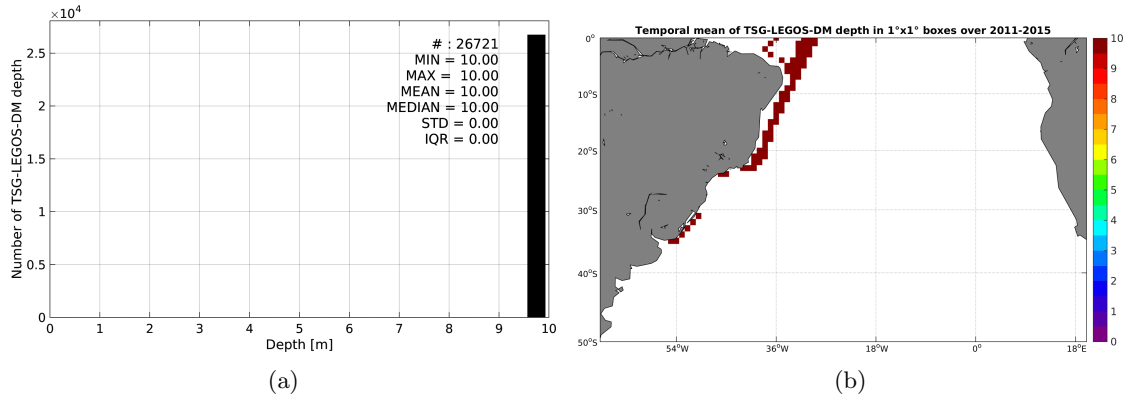 ×10⁴
2.5
2
1.5
1
0.5
0
Number of TSG-LEGOS-DM depth
# : 26721
MIN = 10.00
MAX = 10.00
MEAN = 10.00
MEDIAN = 10.00
STD = 0.00
IQR = 0.00
0 1 2 3 4 5 6 7 8 9 10
Depth [m]
(a)
Temporal mean of TSG-LEGOS-DM depth in 1°x1° boxes over 2011-2015
0°
10°S
20°S
30°S
40°S
50°S
54°W 36°W 18°W 0° 18°E
10
9
8
7
6
5
4
3
2
1
0
(b)